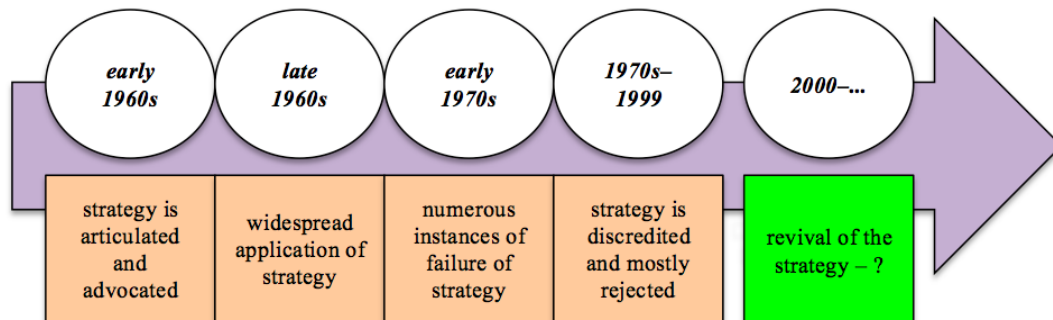 early
1960s
late
1960s
early
1970s
1970s–
1999
2000–...
strategy is
articulated
and
advocated
widespread
application of
strategy
numerous
instances of
failure of
strategy
strategy is
discredited
and mostly
rejected
revival of the
strategy – ?